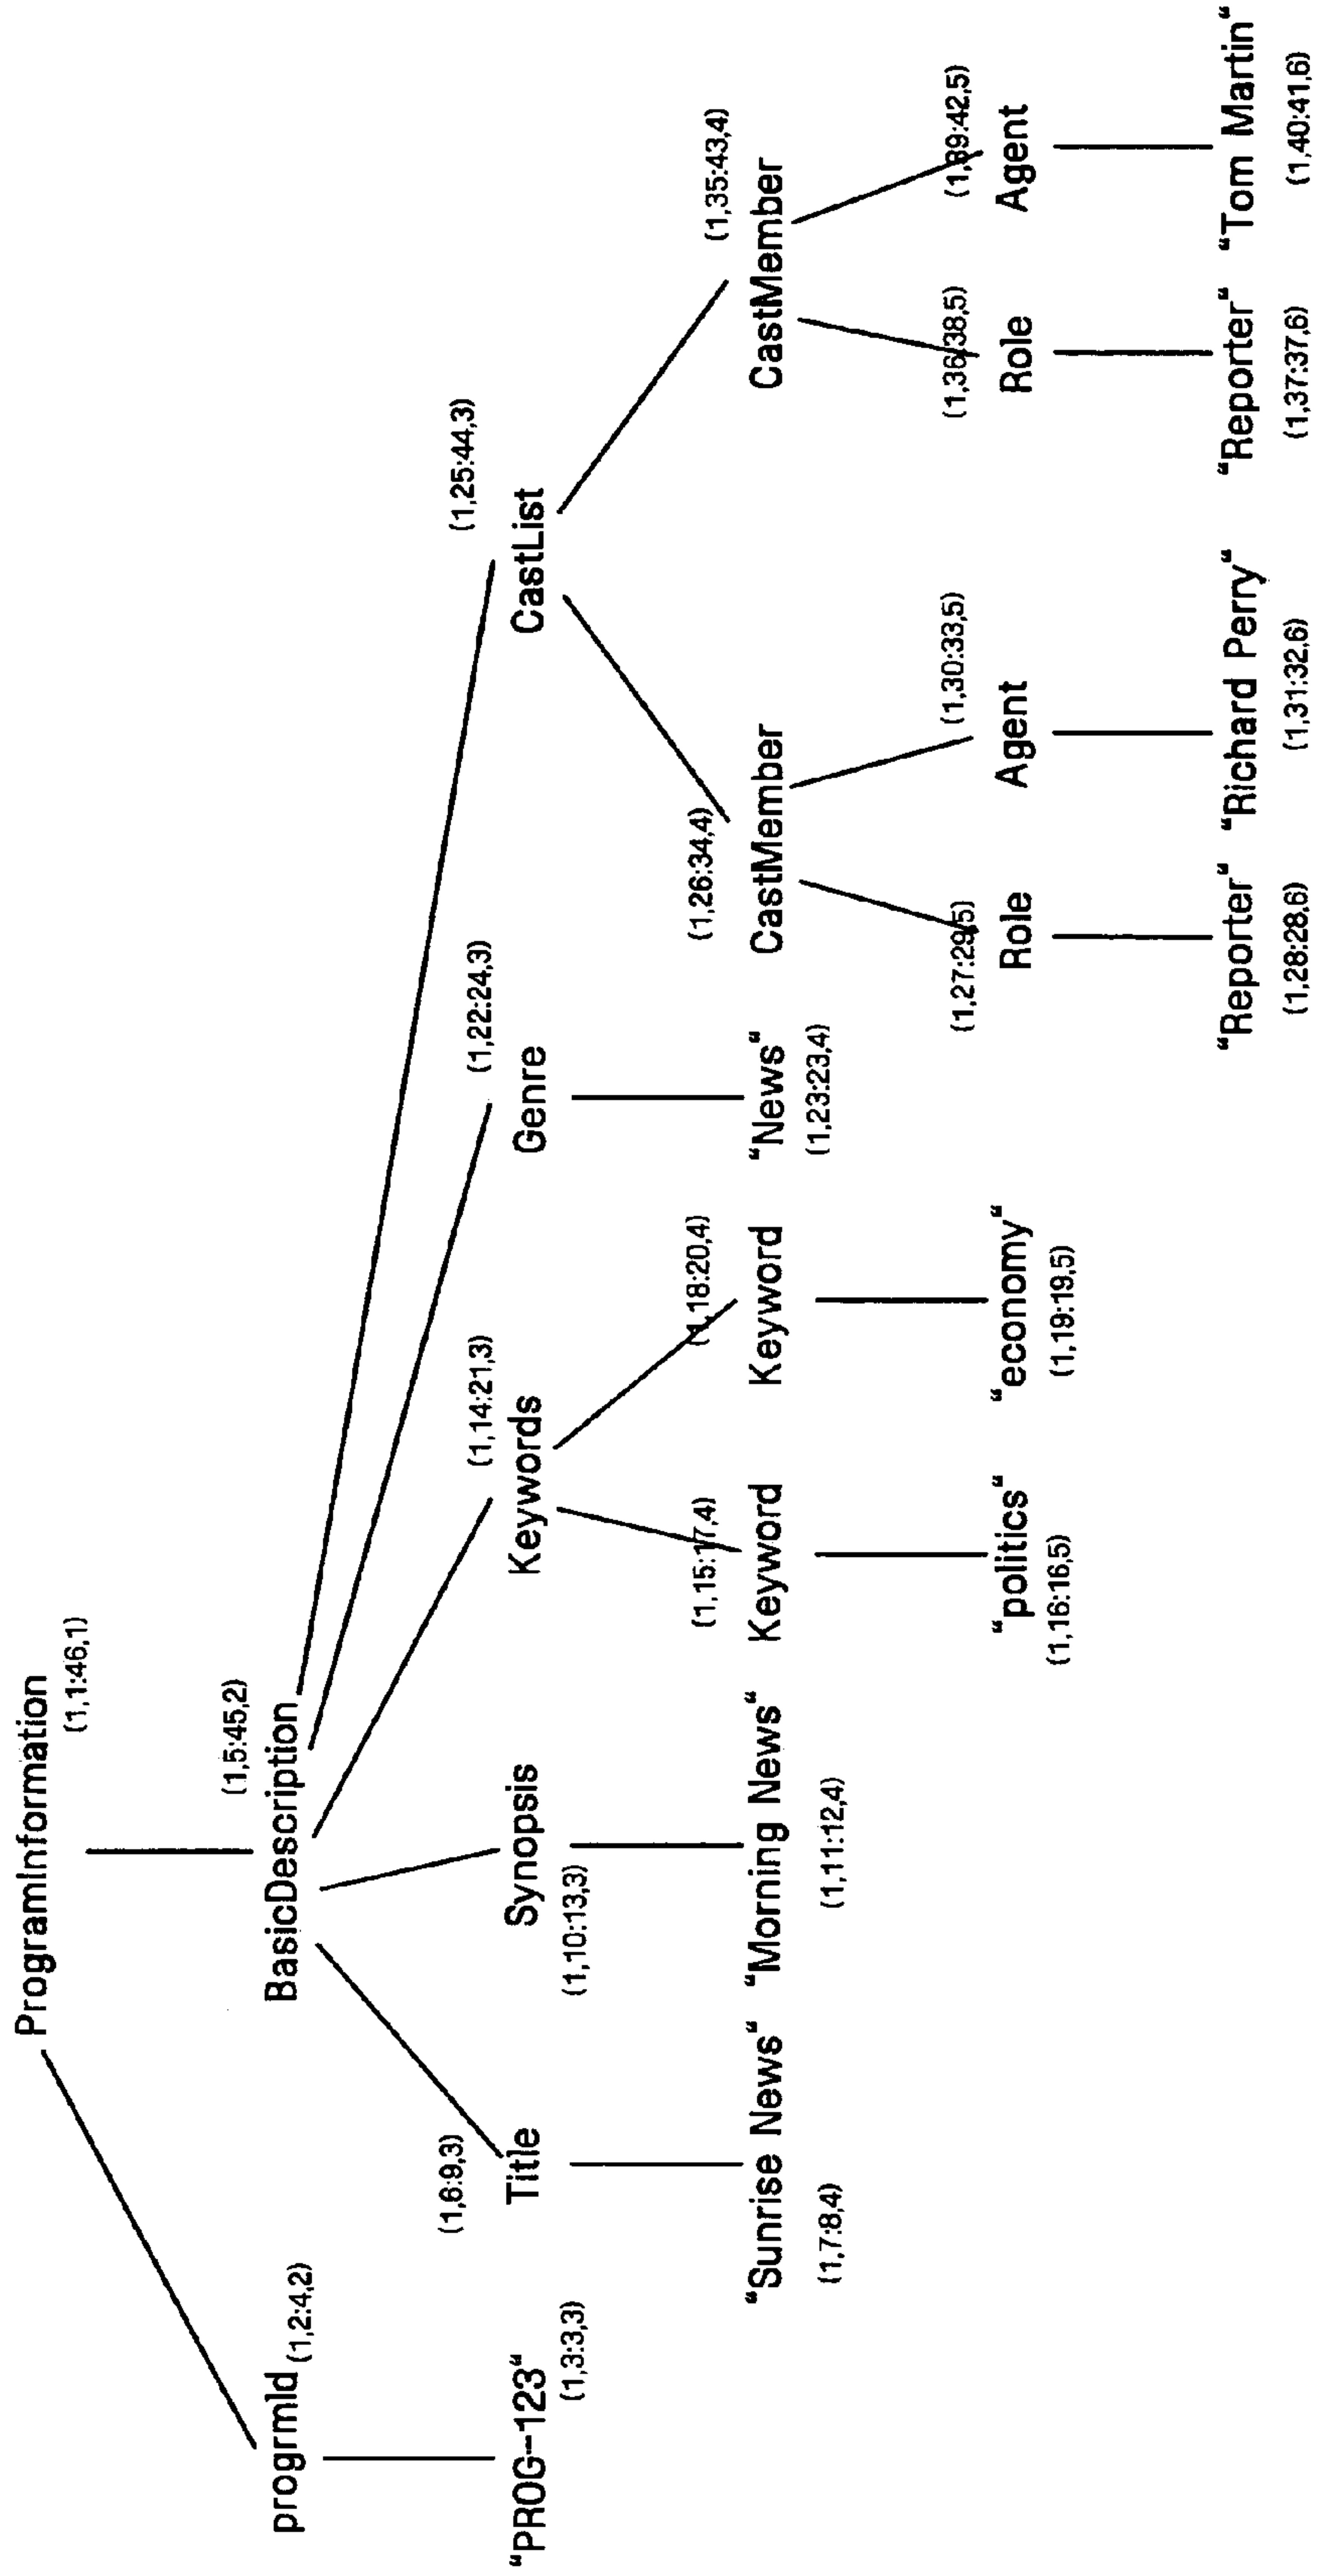 ProgramInformation
(1,1:46,1)
progrmId
(1,2:4,2)
(1,5:45,2)
BasicDescription
“PROG-123“
(1,3:3,3)
(1,6:9,3)
Title
Synopsis
(1,10:13,3)
(1,14:21,3)
Keywords
(1,22:24,3)
Genre
(1,25:44,3)
CastList
“Sunrise News“
(1,7:8,4)
“Morning News“
(1,11:12,4)
(1,15:17,4)
Keyword
(1,18:20,4)
Keyword
“News“
(1,23:23,4)
(1,26:34,4)
CastMember
(1,35:43,4)
CastMember
“politics“
(1,16:16,5)
“economy“
(1,19:19,5)
(1,27:29,5)
Role
(1,30:33,5)
Agent
(1,36:38,5)
Role
(1,39:42,5)
Agent
“Reporter“
(1,28:28,6)
“Richard Perry“
(1,31:32,6)
“Reporter“
(1,37:37,6)
“Tom Martin“
(1,40:41,6)